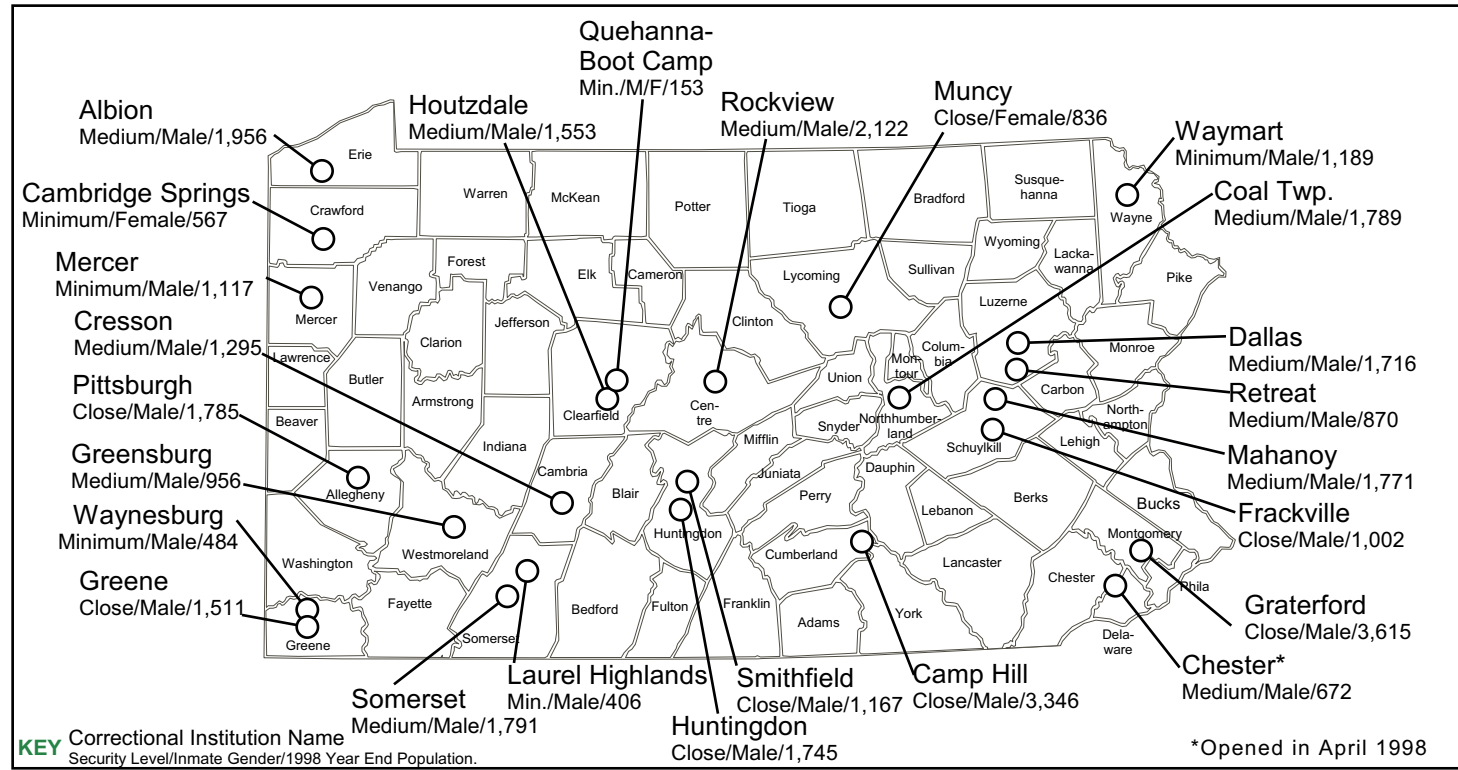 Quehanna-
Boot Camp
Min./M/F/153
Albion
Medium/Male/1,956
Houtzdale
Medium/Male/1,553
Rockview
Medium/Male/2,122
Muncy
Close/Female/836
Waymart
Minimum/Male/1,189
Cambridge Springs
Minimum/Female/567
Coal Twp.
Medium/Male/1,789
Mercer
Minimum/Male/1,117
Cresson
Medium/Male/1,295
Pittsburgh
Close/Male/1,785
Greensburg
Medium/Male/956
Waynesburg
Minimum/Male/484
Greene
Close/Male/1,511
Dallas
Medium/Male/1,716
Retreat
Medium/Male/870
Mahanoy
Medium/Male/1,771
Frackville
Close/Male/1,002
Graterford
Close/Male/3,615
Chester*
Medium/Male/672
Erie
Crawford
Warren
McKean
Potter
Tioga
Bradford
Susque-
hanna
Wayne
Wyoming
Lacka-
wanna
Pike
Mercer
Venango
Forest
Elk
Cameron
Clinton
Lycoming
Sullivan
Luzerne
Monroe
Lawrence
Butler
Clarion
Jefferson
Clearfield
Cen-
tre
Union
Mon-
tour
Colum-
bia
Carbon
North-
ampton
Beaver
Armstrong
Indiana
Cambria
Blair
Mifflin
Snyder
Northhumber-
land
Schuylkill
Lehigh
Allegheny
Westmoreland
Huntingdon
Juniata
Perry
Dauphin
Lebanon
Berks
Bucks
Montgomery
Washington
Fayette
Greene
Somerset
Bedford
Fulton
Franklin
Cumberland
Adams
York
Lancaster
Chester
Phila
Dela-
ware
Somerset
Medium/Male/1,791
Laurel Highlands
Min./Male/406
Huntingdon
Close/Male/1,745
Smithfield
Close/Male/1,167
Camp Hill
Close/Male/3,346
KEY Correctional Institution Name
Security Level/Inmate Gender/1998 Year End Population.
*Opened in April 1998